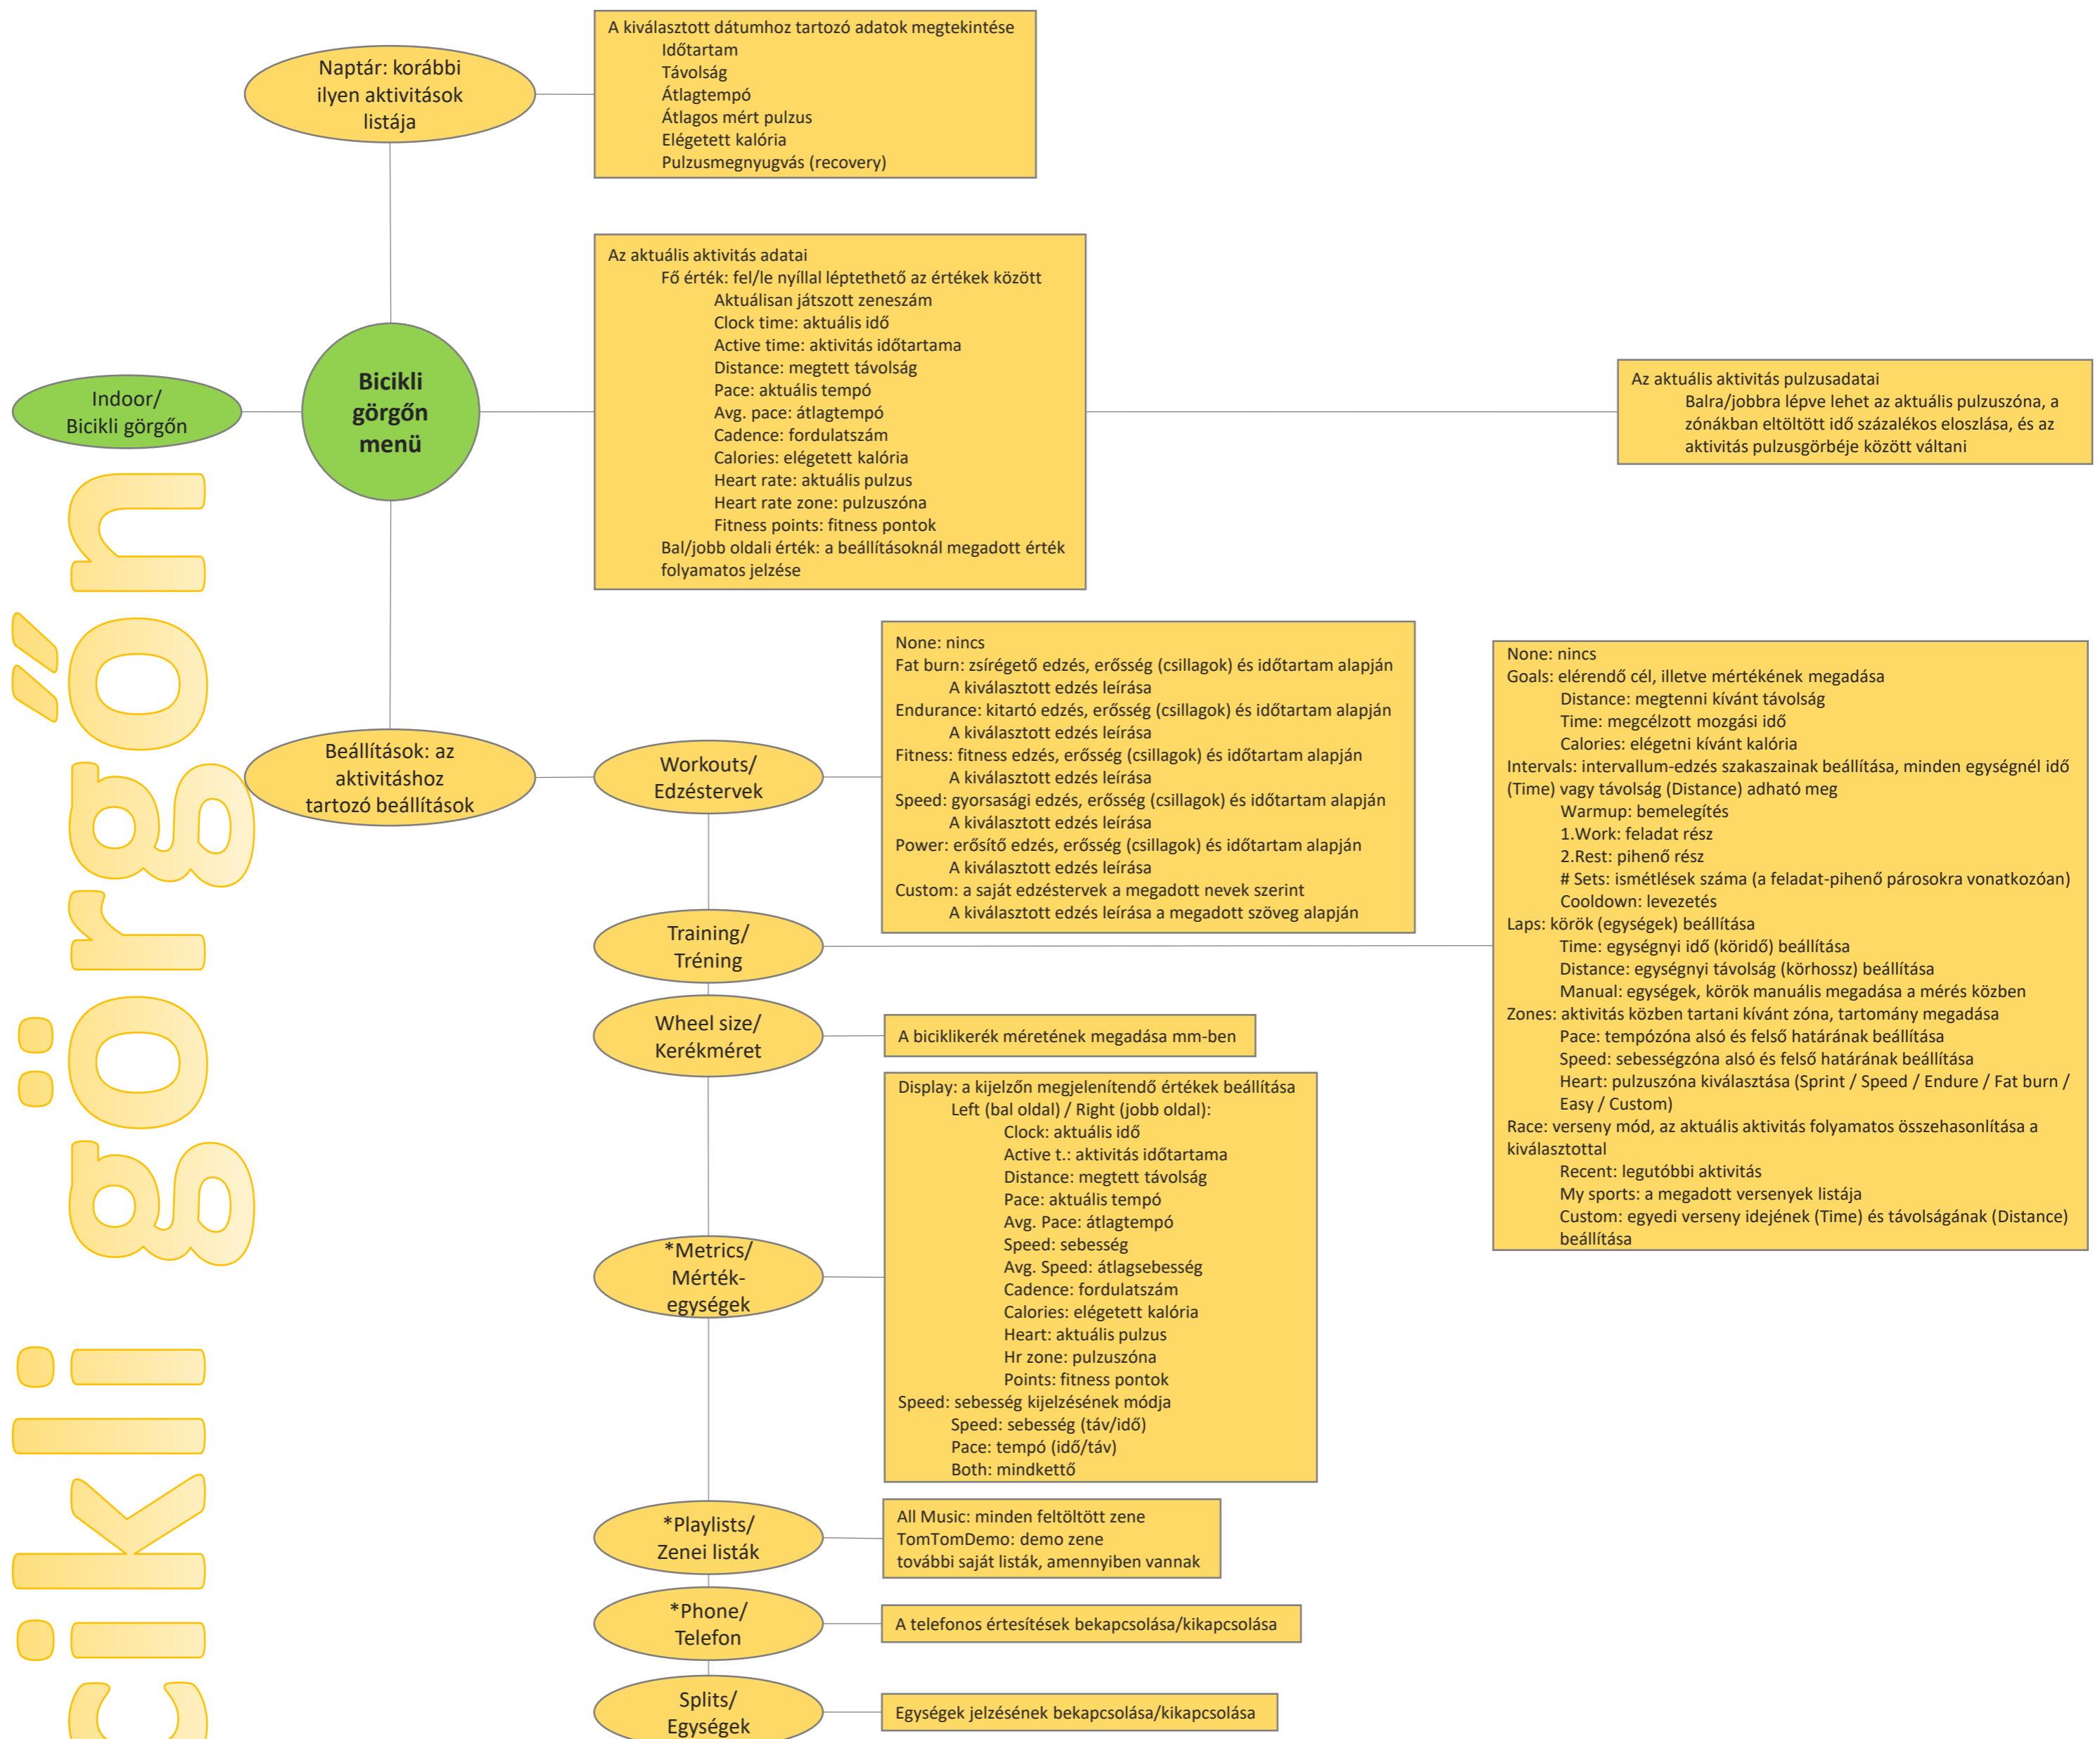 A kiválasztott dátumhoz tartozó adatok megtekintése
Időtartam
Távolság
Átlagtempó
Átlagos mért pulzus
Elégetett kalória
Pulzusmegnyugvás (recovery)
Naptár: korábbi
ilyen aktivitások
listája
Az aktuális aktivitás adatai
Fő érték: fel/le nyíllal léptethető az értékek között
Aktuálisan játszott zeneszám
Clock time: aktuális idő
Active time: aktivitás időtartama
Distance: megtett távolság
Pace: aktuális tempó
Avg. pace: átlagtempó
Cadence: fordulatszám
Calories: elégetett kalória
Heart rate: aktuális pulzus
Heart rate zone: pulzuszóna
Fitness points: fitness pontok
Bal/jobb oldali érték: a beállításoknál megadott érték
folyamatos jelzése
Az aktuális aktivitás pulzusadatai
Balra/jobbra lépve lehet az aktuális pulzuszóna, a
zónákban eltöltött idő százalékos eloszlása, és az
aktivitás pulzusgörbéje között váltani
Indoor/
Bicikli görgőn
Bicikli
görgőn
menü
cikli görgőn
Beállítások: az
aktivitáshoz
tartozó beállítások
Workouts/
Edzéstervek
None: nincs
Fat burn: zsírégető edzés, erősség (csillagok) és időtartam alapján
A kiválasztott edzés leírása
Endurance: kitartó edzés, erősség (csillagok) és időtartam alapján
A kiválasztott edzés leírása
Fitness: fitness edzés, erősség (csillagok) és időtartam alapján
A kiválasztott edzés leírása
Speed: gyorsasági edzés, erősség (csillagok) és időtartam alapján
A kiválasztott edzés leírása
Power: erősítő edzés, erősség (csillagok) és időtartam alapján
A kiválasztott edzés leírása
Custom: a saját edzéstervek a megadott nevek szerint
A kiválasztott edzés leírása a megadott szöveg alapján
Training/
Tréning
None: nincs
Goals: elérendő cél, illetve mértékének megadása
Distance: megtenni kívánt távolság
Time: megcélzott mozgási idő
Calories: elégetni kívánt kalória
Intervals: intervallum-edzés szakaszainak beállítása, minden egységnél idő
(Time) vagy távolság (Distance) adható meg
Warmup: bemelegítés
1.Work: feladat rész
2.Rest: pihenő rész
# Sets: ismétlések száma (a feladat-pihenő párosokra vonatkozóan)
Cooldown: levezetés
Laps: körök (egységek) beállítása
Time: egységnyi idő (köridő) beállítása
Distance: egységnyi távolság (körhossz) beállítása
Manual: egységek, körök manuális megadása a mérés közben
Zones: aktivitás közben tartani kívánt zóna, tartomány megadása
Pace: tempózóna alsó és felső határának beállítása
Speed: sebességzóna alsó és felső határának beállítása
Heart: pulzuszóna kiválasztása (Sprint / Speed / Endure / Fat burn /
Easy / Custom)
Race: verseny mód, az aktuális aktivitás folyamatos összehasonlítása a
kiválasztottal
Recent: legutóbbi aktivitás
My sports: a megadott versenyek listája
Custom: egyedi verseny idejének (Time) és távolságának (Distance)
beállítása
Wheel size/
Kerékméret
A biciklikerék méretének megadása mm-ben
*Metrics/
Mérték-
egységek
Display: a kijelzőn megjelenítendő értékek beállítása
Left (bal oldal) / Right (jobb oldal):
Clock: aktuális idő
Active t.: aktivitás időtartama
Distance: megtett távolság
Pace: aktuális tempó
Avg. Pace: átlagtempó
Speed: sebesség
Avg. Speed: átlagsebesség
Cadence: fordulatszám
Calories: elégetett kalória
Heart: aktuális pulzus
Hr zone: pulzuszóna
Points: fitness pontok
Speed: sebesség kijelzésének módja
Speed: sebesség (táv/idő)
Pace: tempó (idő/táv)
Both: mindkettő
*Playlists/
Zenei listák
All Music: minden feltöltött zene
TomTomDemo: demo zene
további saját listák, amennyiben vannak
*Phone/
Telefon
A telefonos értesítések bekapcsolása/kikapcsolása
Splits/
Egységek
Egységek jelzésének bekapcsolása/kikapcsolása